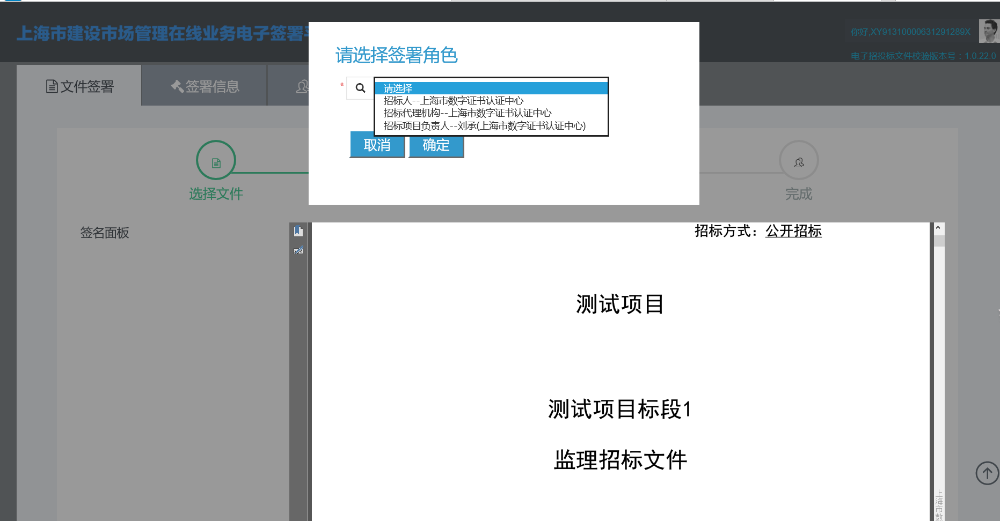 上海市建设市场管理在线业务电子签署
你好,XY91310000631291289X
电子招投标文件校验版本号：1.0.22.0
文件签署
签署信息
请选择签署角色
*
请选择
招标人--上海市数字证书认证中心
招标代理机构--上海市数字证书认证中心
招标项目负责人--刘承(上海市数字证书认证中心)
取消 确定
选择文件
完成
签名面板
招标方式：公开招标
测试项目
测试项目标段1
监理招标文件
上海市数